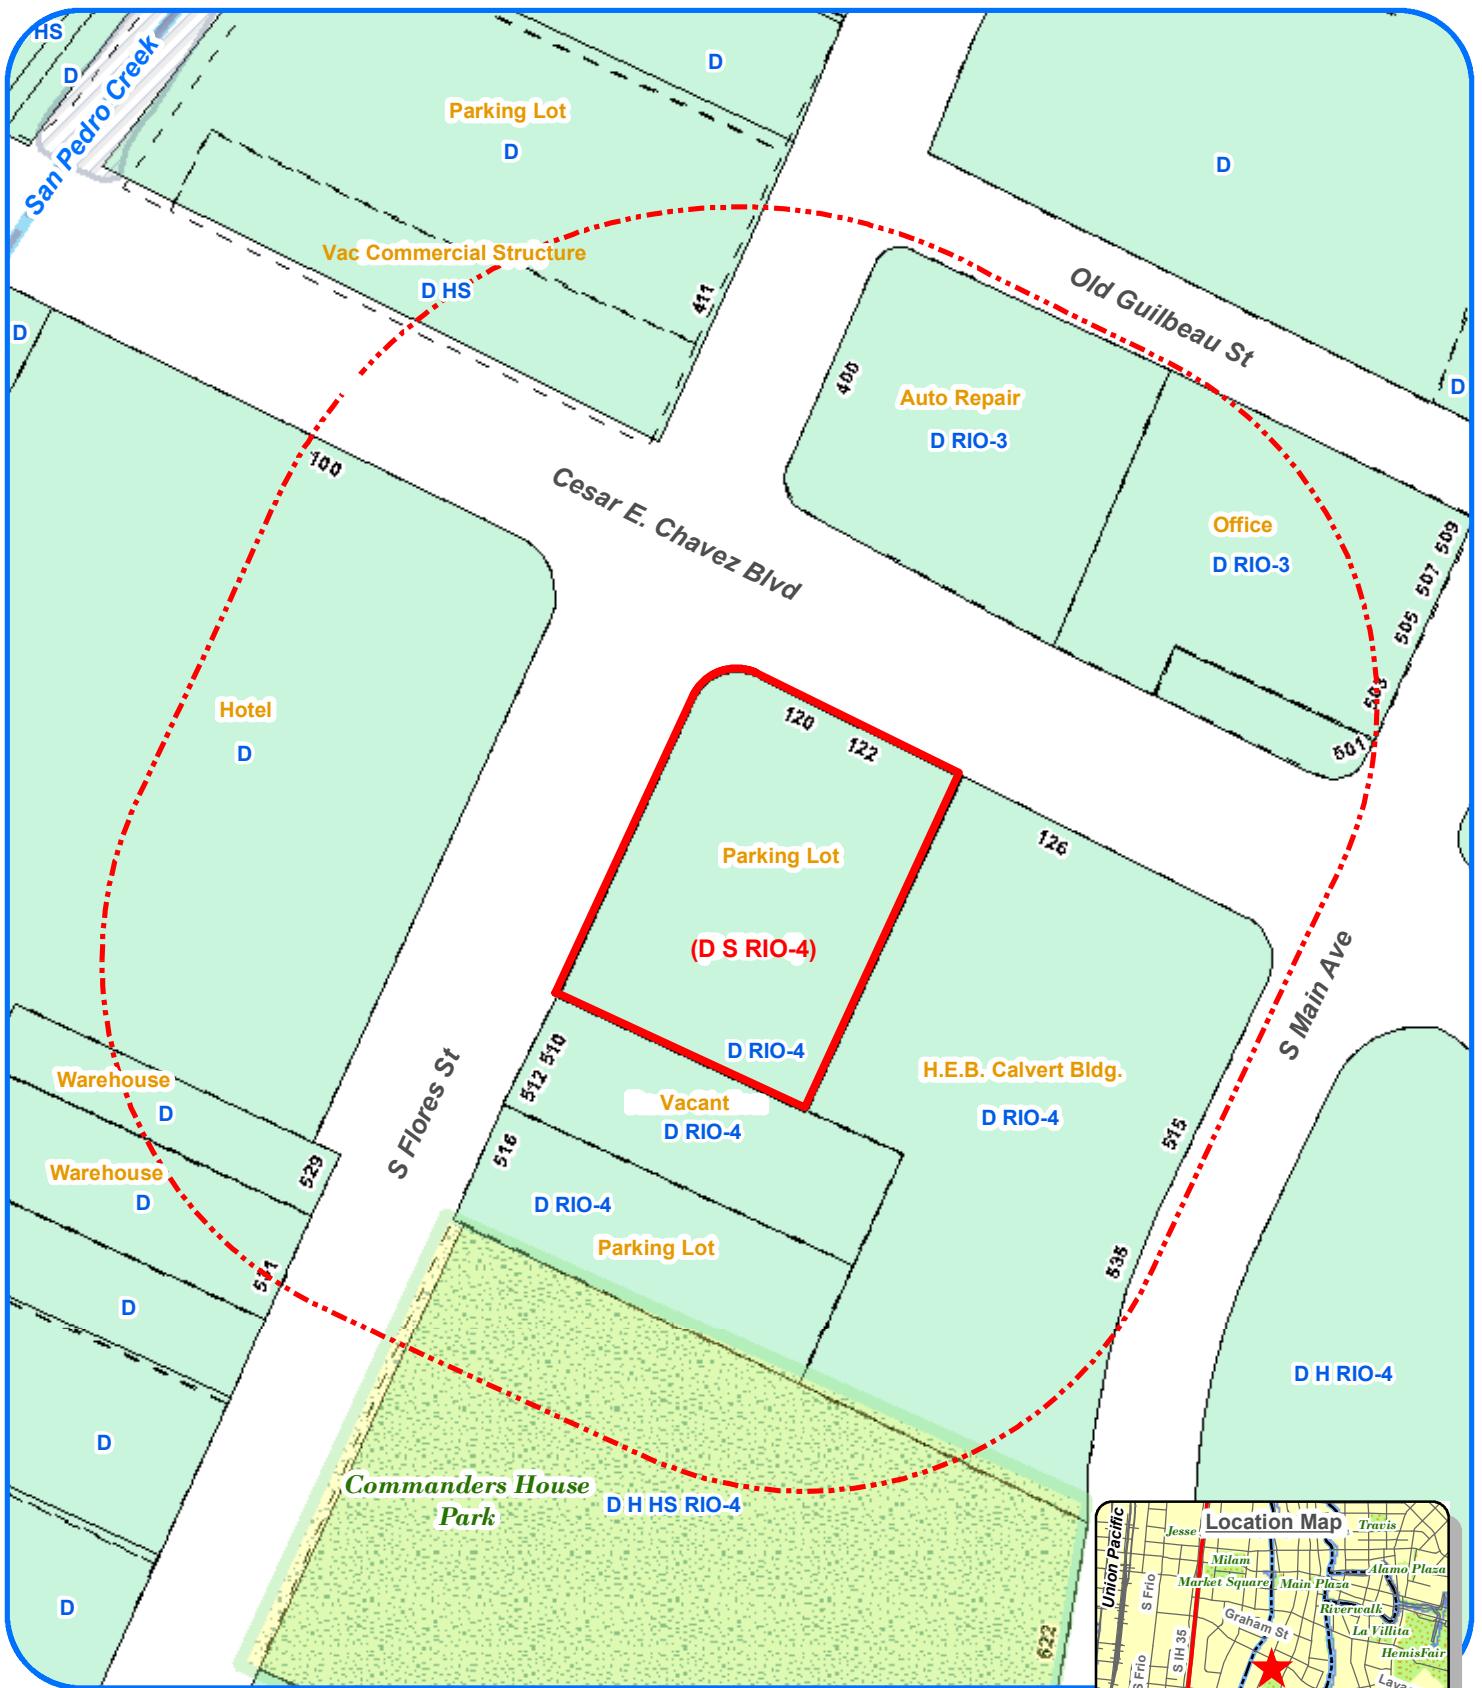 HS
D
D
San Pedro Creek
Parking Lot
D
D
Vac Commercial Structure
D HS
411
Old Guilbeau St
D
D
400
Auto Repair
D RIO-3
100
Cesar E. Chavez Blvd
Office
D RIO-3
509
507
505
503
501
Hotel
D
120
122
Parking Lot
(D S RIO-4)
D RIO-4
126
S Main Ave
H.E.B. Calvert Bldg.
D RIO-4
515
535
S Flores St
510
512
Vacant
D RIO-4
516
D RIO-4
Parking Lot
Warehouse
D
Warehouse
D
529
531
D
D
D
D H RIO-4
Commanders House
Park
D H HS RIO-4
622
Location Map
Union Pacific
Jesse
Travis
Milam
Market Square
Main Plaza
Alamo Plaza
S Frio
Riverwalk
Graham St
La Villita
S IH 35
HemisFair
S Frio